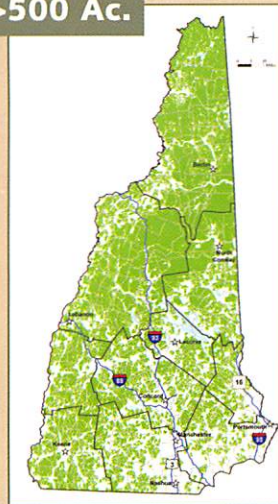 >500 Ac.
Berlin
North
Conway
Lebanon
Laconia
93
89
16
Concord
Portsmouth
Manchester
95
Keene
3
Nashua